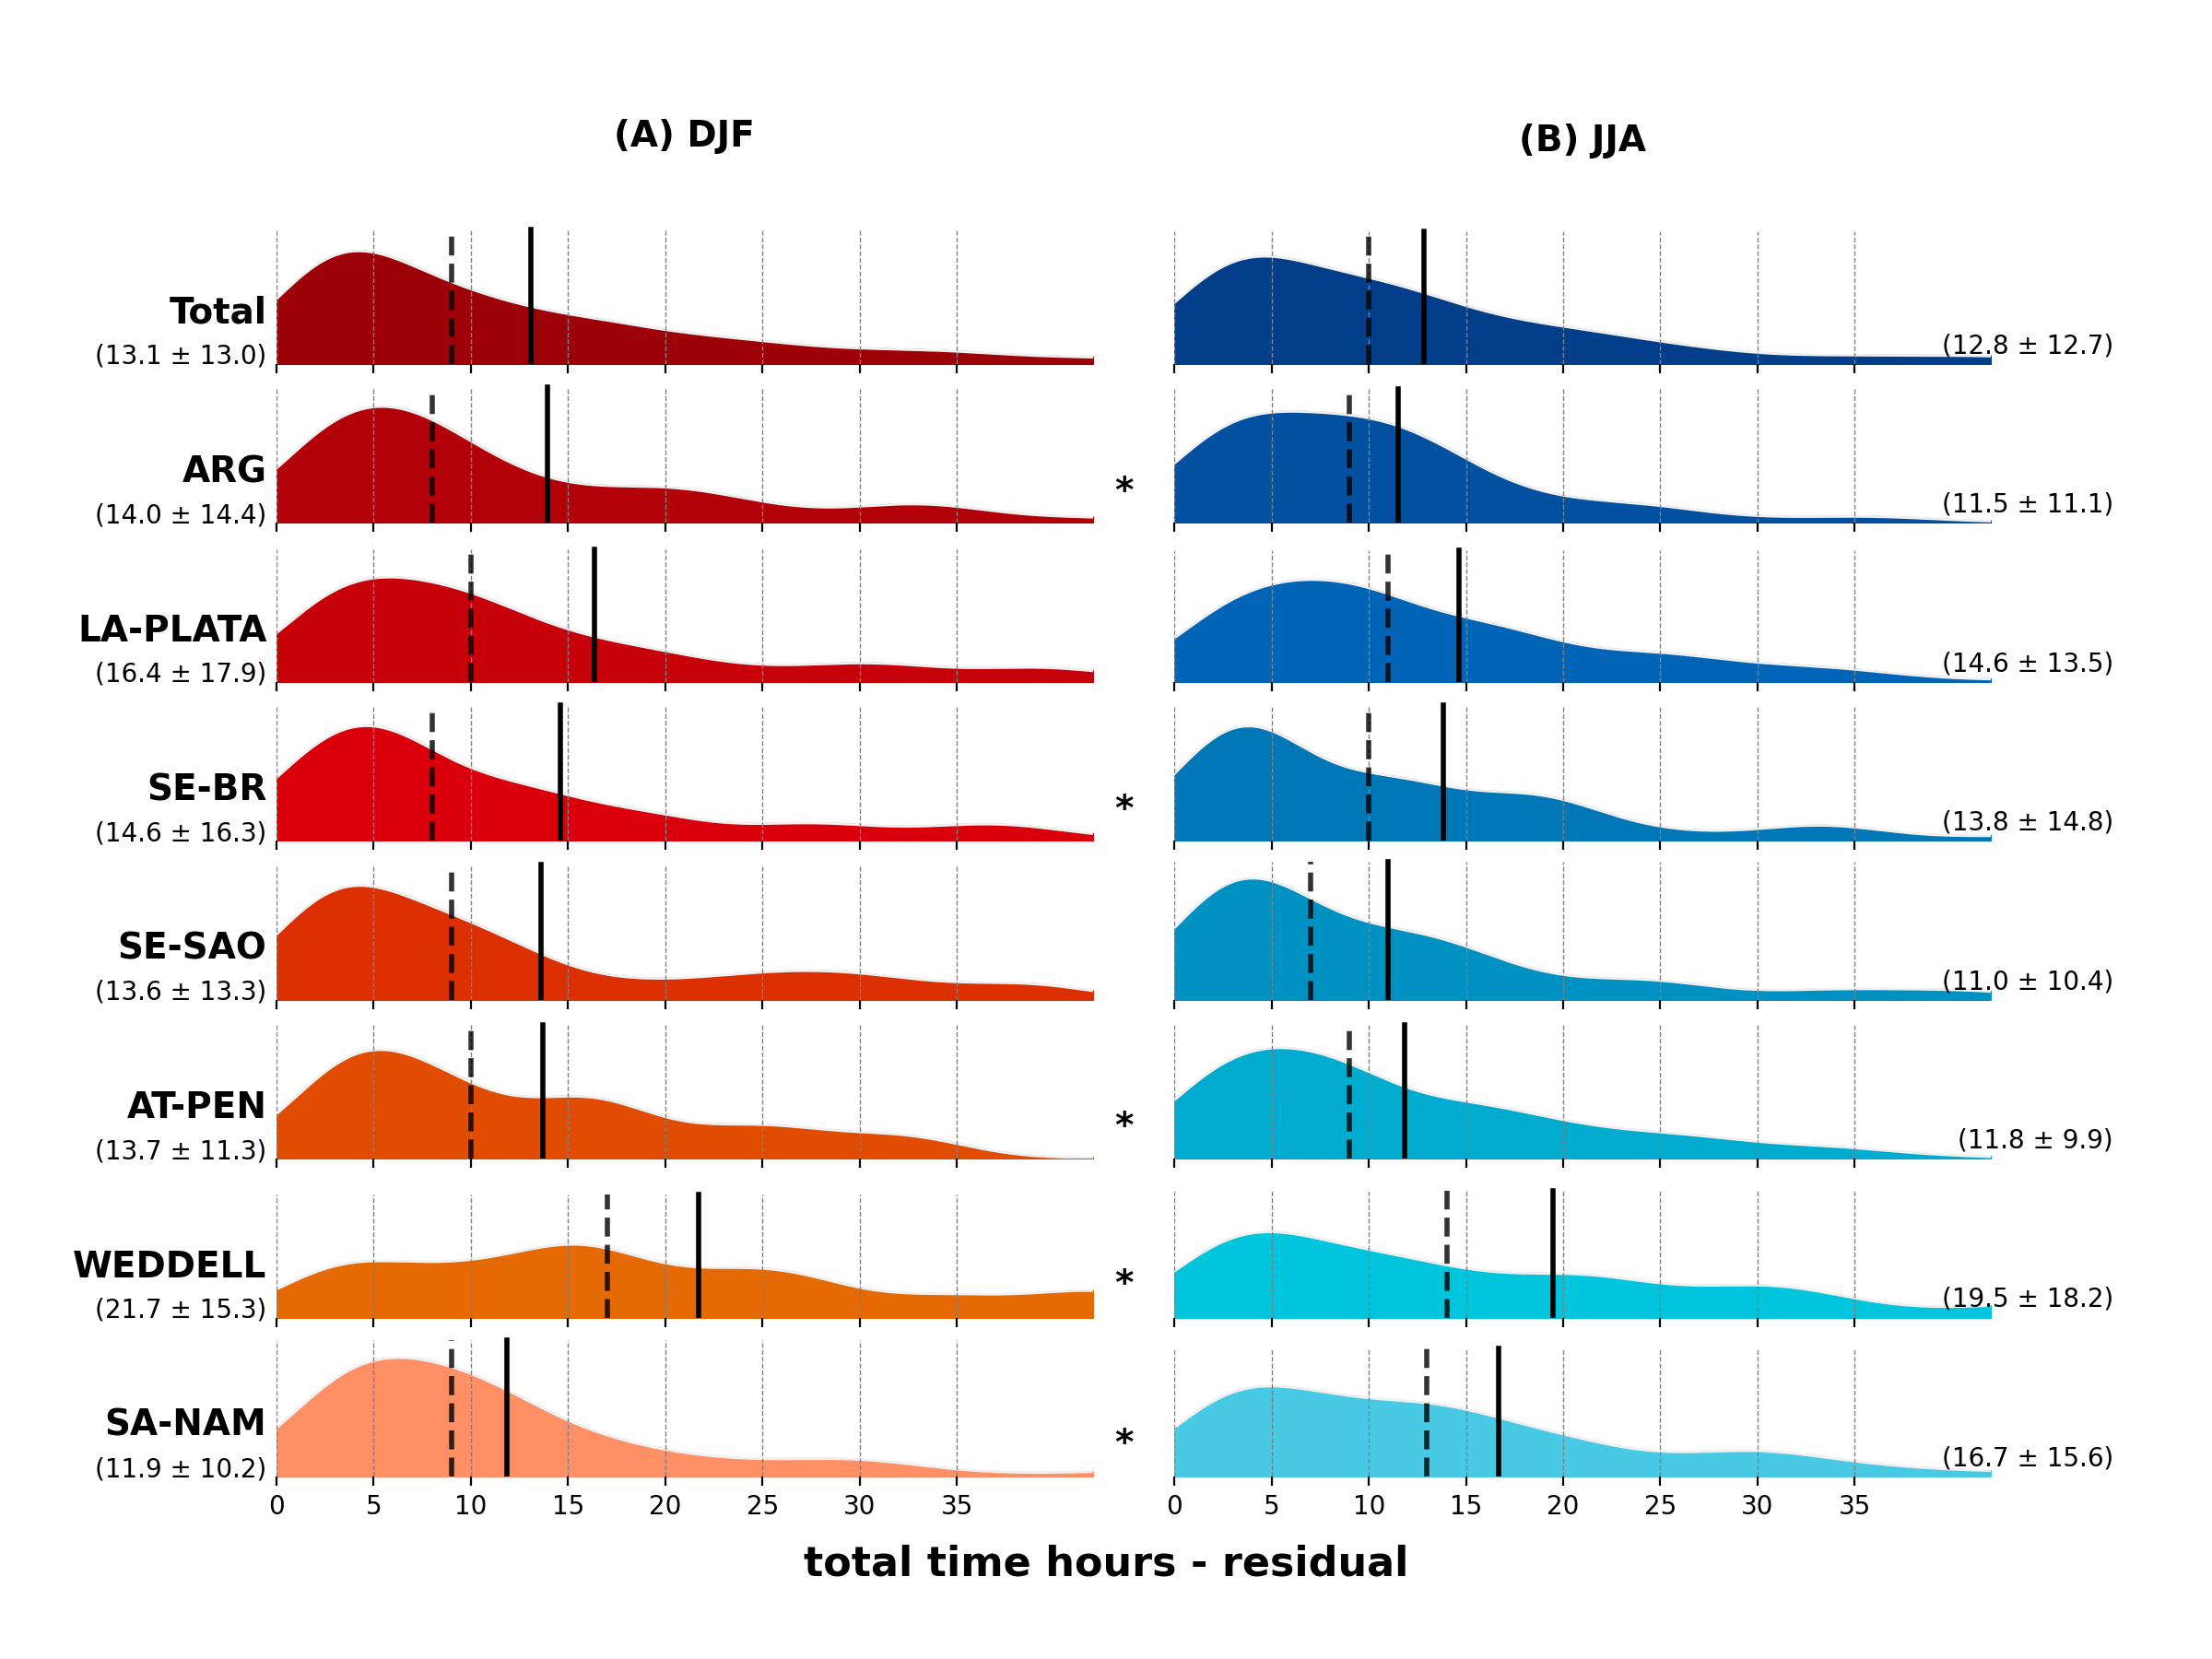 (A) DJF
(B) JJA
Total
(13.1 ± 13.0)
(12.8 ± 12.7)
ARG
(14.0 ± 14.4)
*
(11.5 ± 11.1)
LA-PLATA
(16.4 ± 17.9)
(14.6 ± 13.5)
SE-BR
(14.6 ± 16.3)
*
(13.8 ± 14.8)
SE-SAO
(13.6 ± 13.3)
(11.0 ± 10.4)
AT-PEN
(13.7 ± 11.3)
*
(11.8 ± 9.9)
WEDDELL
(21.7 ± 15.3)
*
(19.5 ± 18.2)
SA-NAM
(11.9 ± 10.2)
*
(16.7 ± 15.6)
0 5 10 15 20 25 30 35
0 5 10 15 20 25 30 35
total time hours - residual